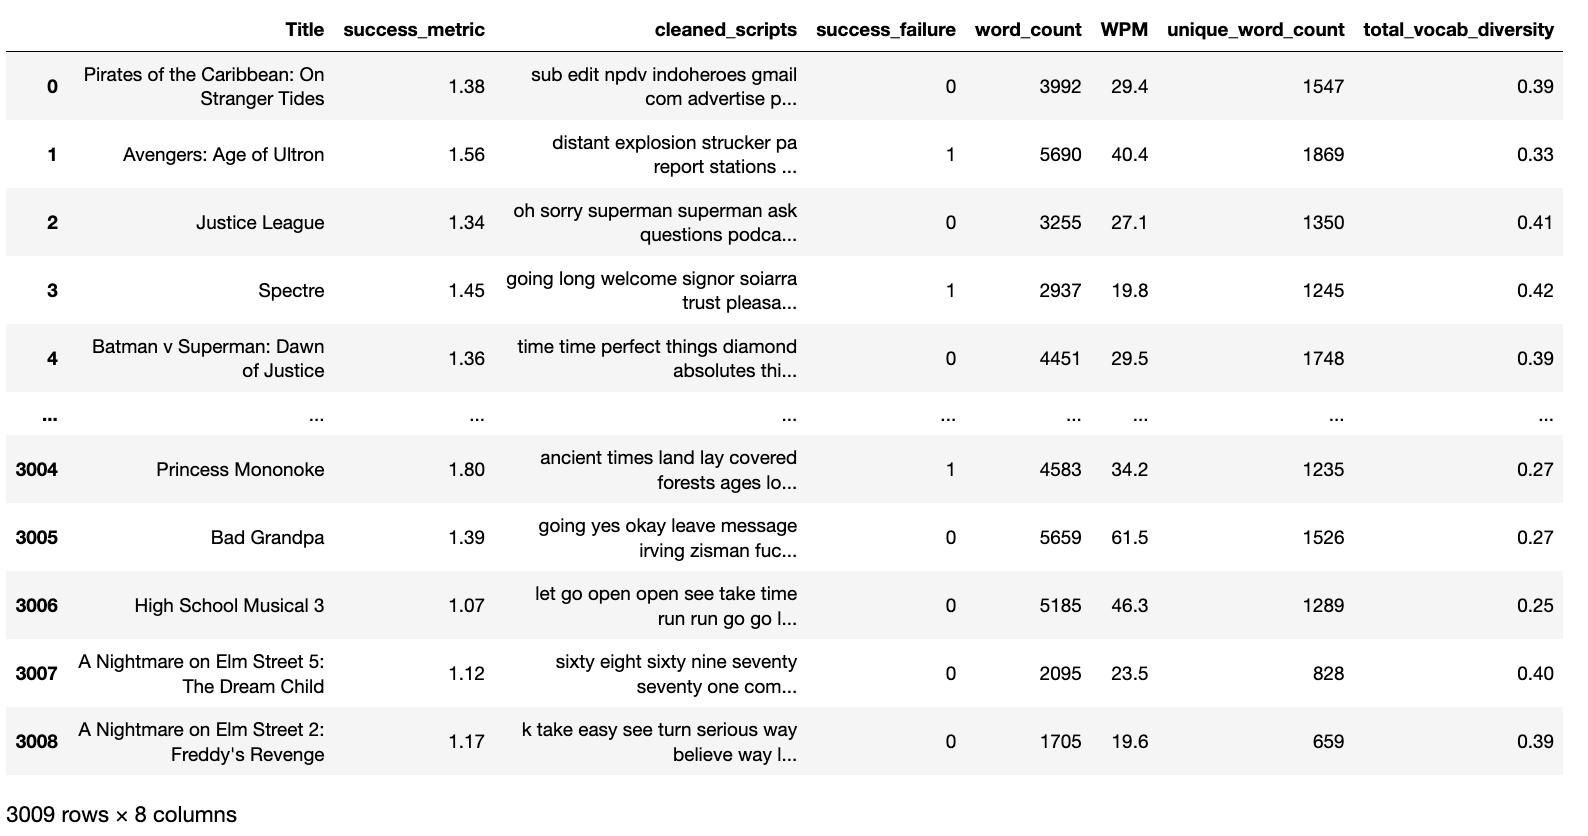 Title success_metric cleaned_scripts success_failure word_count WPM unique_word_count total_vocab_diversity
0 Pirates of the Caribbean: On Stranger Tides 1.38 sub edit npdv indoheroes gmail com advertise p... 0 3992 29.4 1547 0.39
1 Avengers: Age of Ultron 1.56 distant explosion strucker pa report stations ... 1 5690 40.4 1869 0.33
2 Justice League 1.34 oh sorry superman superman ask questions podca... 0 3255 27.1 1350 0.41
3 Spectre 1.45 going long welcome signor soiarra trust pleasa... 1 2937 19.8 1245 0.42
4 Batman v Superman: Dawn of Justice 1.36 time time perfect things diamond absolutes thi... 0 4451 29.5 1748 0.39
... ... ... ... ... ... ... ... ...
3004 Princess Mononoke 1.80 ancient times land lay covered forests ages lo... 1 4583 34.2 1235 0.27
3005 Bad Grandpa 1.39 going yes okay leave message irving zisman fuc... 0 5659 61.5 1526 0.27
3006 High School Musical 3 1.07 let go open open see take time run run go go l... 0 5185 46.3 1289 0.25
3007 A Nightmare on Elm Street 5: The Dream Child 1.12 sixty eight sixty nine seventy seventy one com... 0 2095 23.5 828 0.40
3008 A Nightmare on Elm Street 2: Freddy's Revenge 1.17 k take easy see turn serious way believe way l... 0 1705 19.6 659 0.39
3009 rows × 8 columns